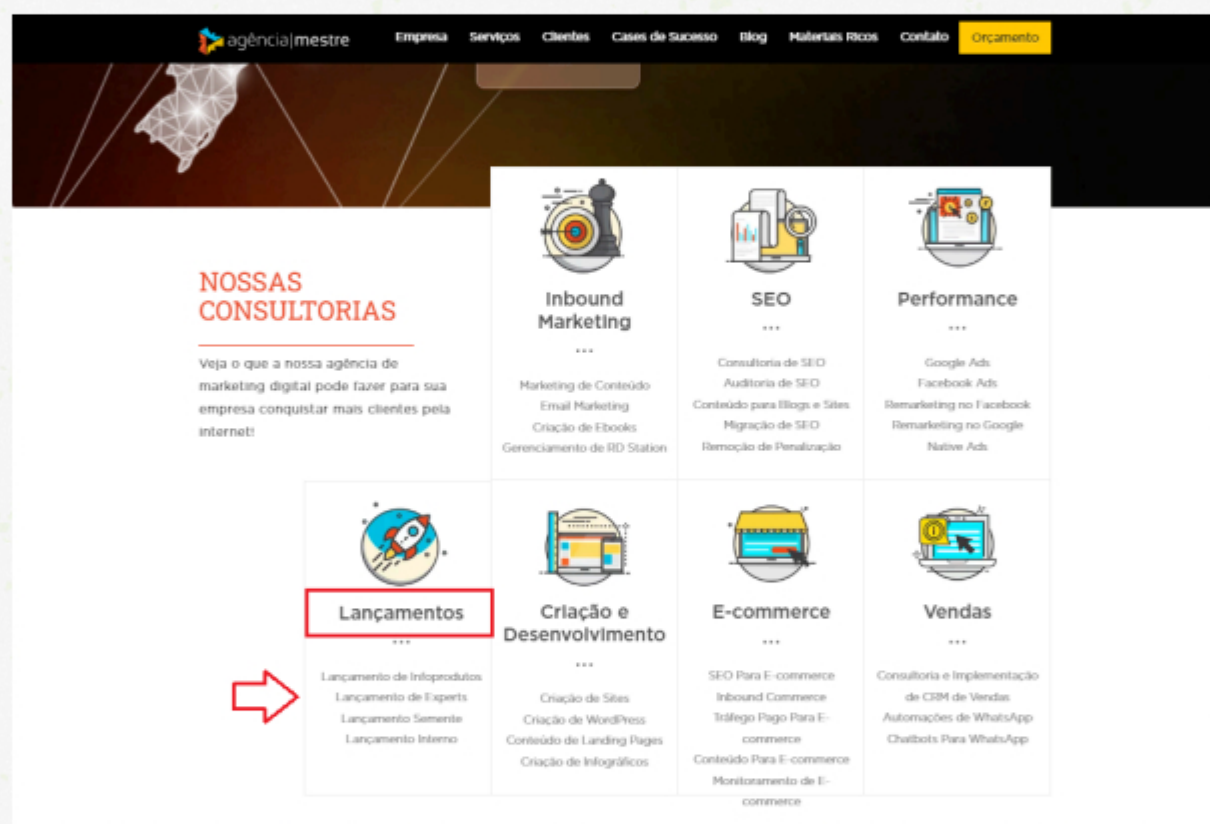 agência|mestre
Empresa Serviços Clientes Cases de Sucesso Blog Materiais Ricos Contato Orçamento
NOSSAS
CONSULTORIAS
Veja o que a nossa agência de
marketing digital pode fazer para sua
empresa conquistar mais clientes pela
internet!
Inbound
Marketing
...
Marketing de Conteúdo
Email Marketing
Criação de Ebooks
Gerenciamento de RD Station
SEO
...
Consultoria de SEO
Auditoria de SEO
Conteúdo para Blogs e Sites
Migração de SEO
Remoção de Penalização
Performance
...
Google Ads
Facebook Ads
Remarketing no Facebook
Remarketing no Google
Native Ads
Lançamentos
...
Lançamento de Infoprodutos
Lançamento de Experts
Lançamento Semente
Lançamento Interno
Criação e
Desenvolvimento
...
Criação de Sites
Criação de WordPress
Conteúdo de Landing Pages
Criação de Infográficos
E-commerce
...
SEO Para E-commerce
Inbound Commerce
Tráfego Pago Para E-
commerce
Conteúdo Para E-commerce
Monitoramento de E-
commerce
Vendas
...
Consultoria e Implementação
de CRM de Vendas
Automações de WhatsApp
Chatbots Para WhatsApp